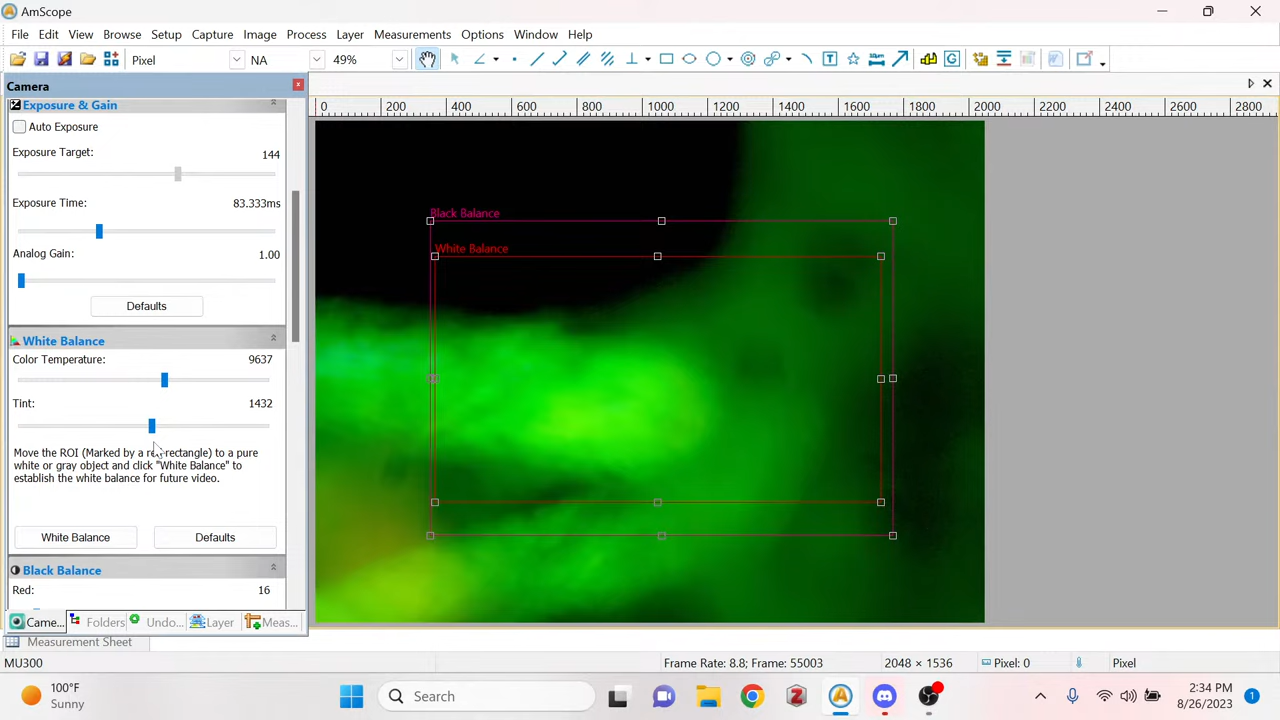 AmScope
File Edit View Browse Setup Capture Image Process Layer Measurements Options Window Help
Pixel NA 49%
Camera
0 200 400 600 800 1000 1200 1400 1600 1800 2000 2200 2400 2600 2800
Exposure & Gain
Auto Exposure
Exposure Target: 144
Exposure Time: 83.333ms
Analog Gain: 1.00
Defaults
White Balance
Color Temperature: 9637
Tint: 1432
Move the ROI (Marked by a red rectangle) to a pure
white or gray object and click "White Balance" to
establish the white balance for future video.
White Balance Defaults
Black Balance
Red: 16
Black Balance
White Balance
Came... Folders Undo... Layer Meas...
Measurement Sheet
MU300 Frame Rate: 8.8; Frame: 55003 2048 × 1536 Pixel: 0 Pixel
100°F
Sunny
Search
2:34 PM
8/26/2023
1